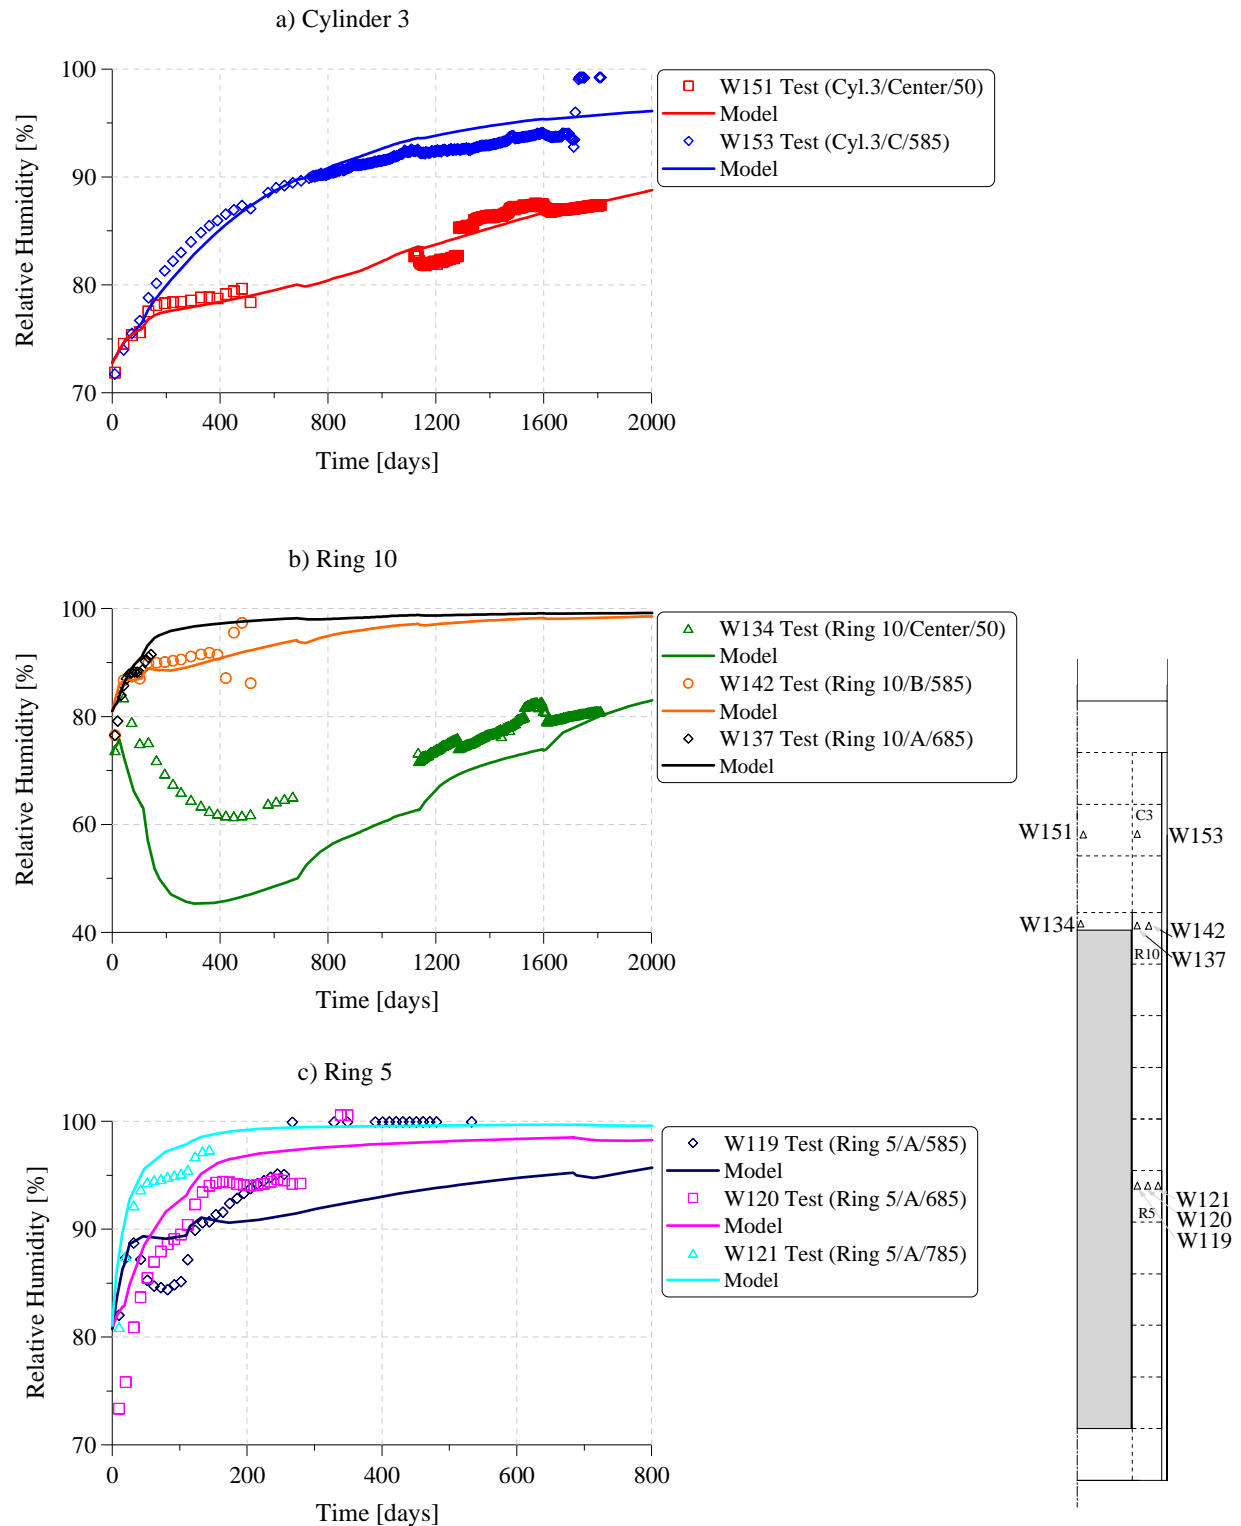 a) Cylinder 3
100
90
80
70
Relative Humidity [%]
0 400 800 1200 1600 2000
Time [days]
W151 Test (Cyl.3/Center/50)
Model
W153 Test (Cyl.3/C/585)
Model
b) Ring 10
100
80
60
40
Relative Humidity [%]
0 400 800 1200 1600 2000
Time [days]
W134 Test (Ring 10/Center/50)
Model
W142 Test (Ring 10/B/585)
Model
W137 Test (Ring 10/A/685)
Model
c) Ring 5
100
90
80
70
Relative Humidity [%]
0 200 400 600 800
Time [days]
W119 Test (Ring 5/A/585)
Model
W120 Test (Ring 5/A/685)
Model
W121 Test (Ring 5/A/785)
Model
C3
W151 W153
W134 W142
R10 W137
W121
R5 W120
W119